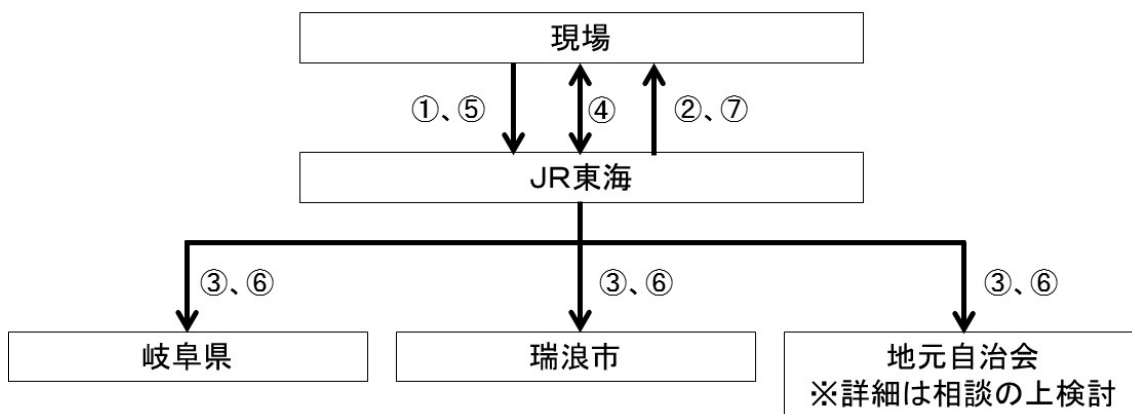 現場
①、⑤
④
②、⑦
JR東海
③、⑥
③、⑥
③、⑥
岐阜県
瑞浪市
地元自治会
※詳細は相談の上検討